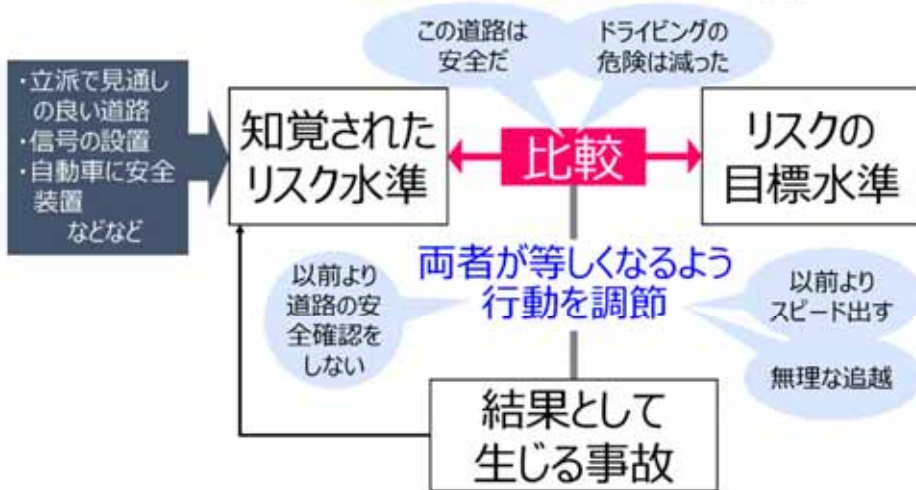 この道路は
安全だ
ドライビングの
危険は減った
・立派で見通し
の良い道路
・信号の設置
・自動車に安全
装置
などなど
知覚された
リスク水準
比較
リスクの
目標水準
両者が等しくなるよう
行動を調節
以前より
道路の安
全確認を
しない
以前より
スピード出す
無理な追越
結果として
生じる事故